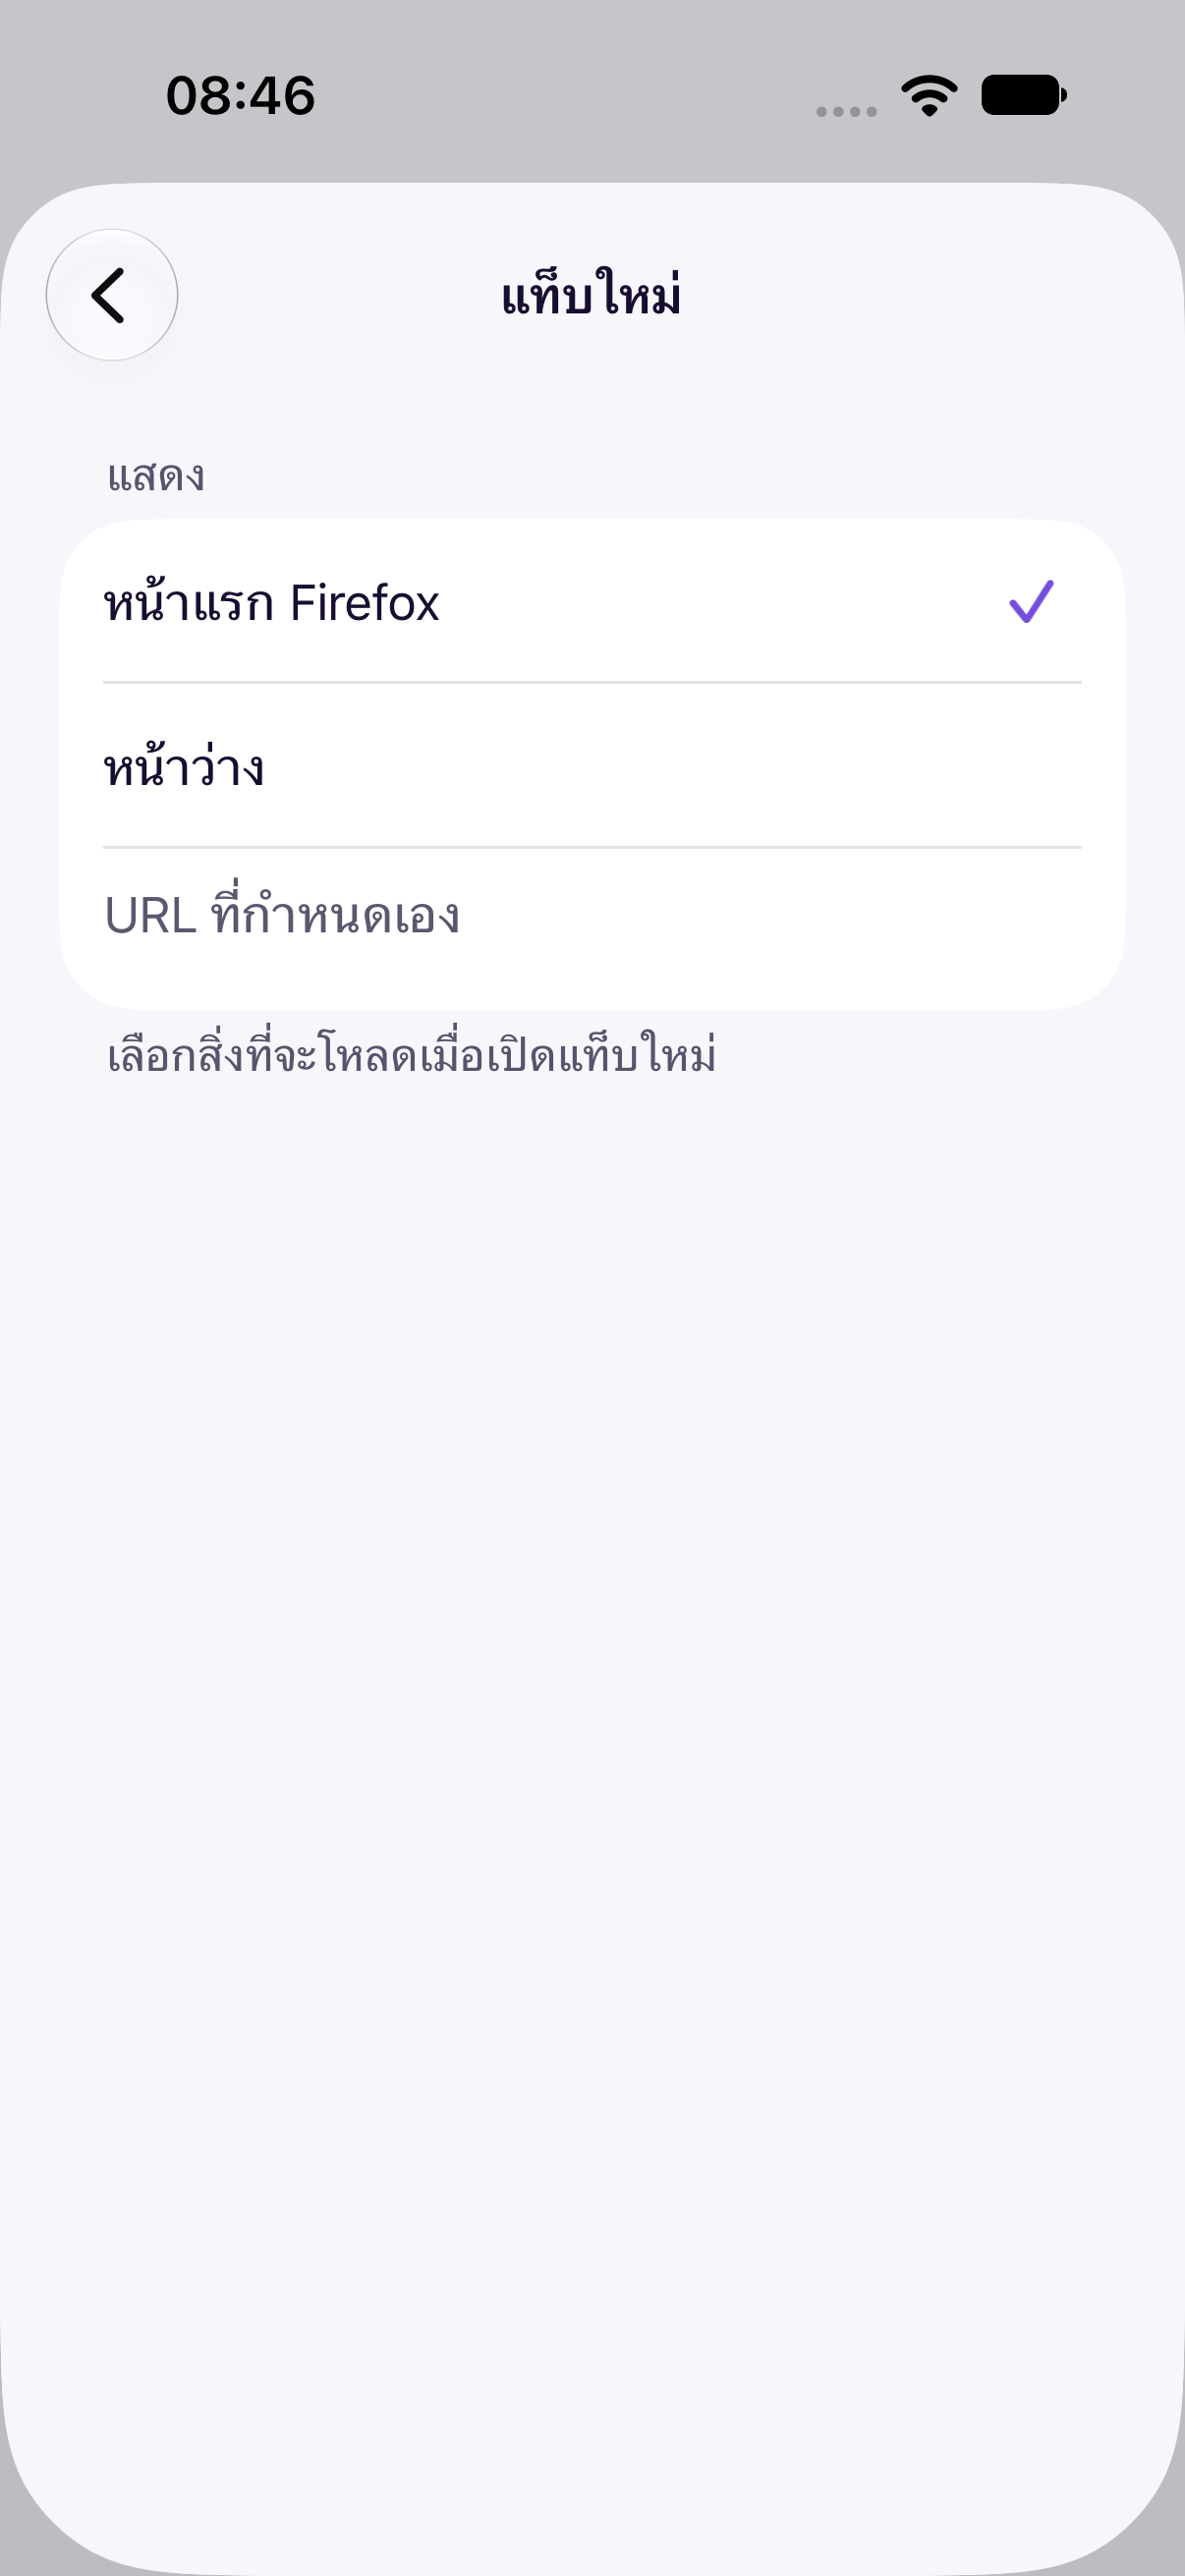 08:46
แท็บใหม่
แสดง
หน้าแรก Firefox
หน้าว่าง
URL ที่กำหนดเอง
เลือกสิ่งที่จะโหลดเมื่อเปิดแท็บใหม่